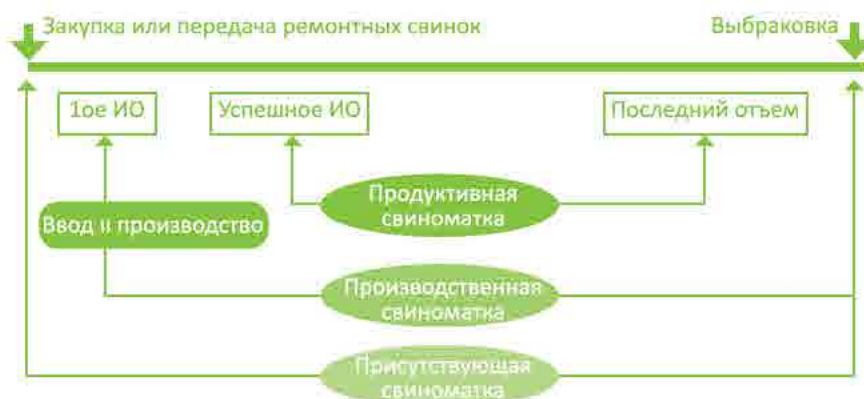 Закупка или передача ремонтных свинок
Выбраковка
1ое ИО
Успешное ИО
Последний отъем
Продуктивная
свиноматка
Ввод в производство
Производственная
свиноматка
Присутствующая
свиноматка